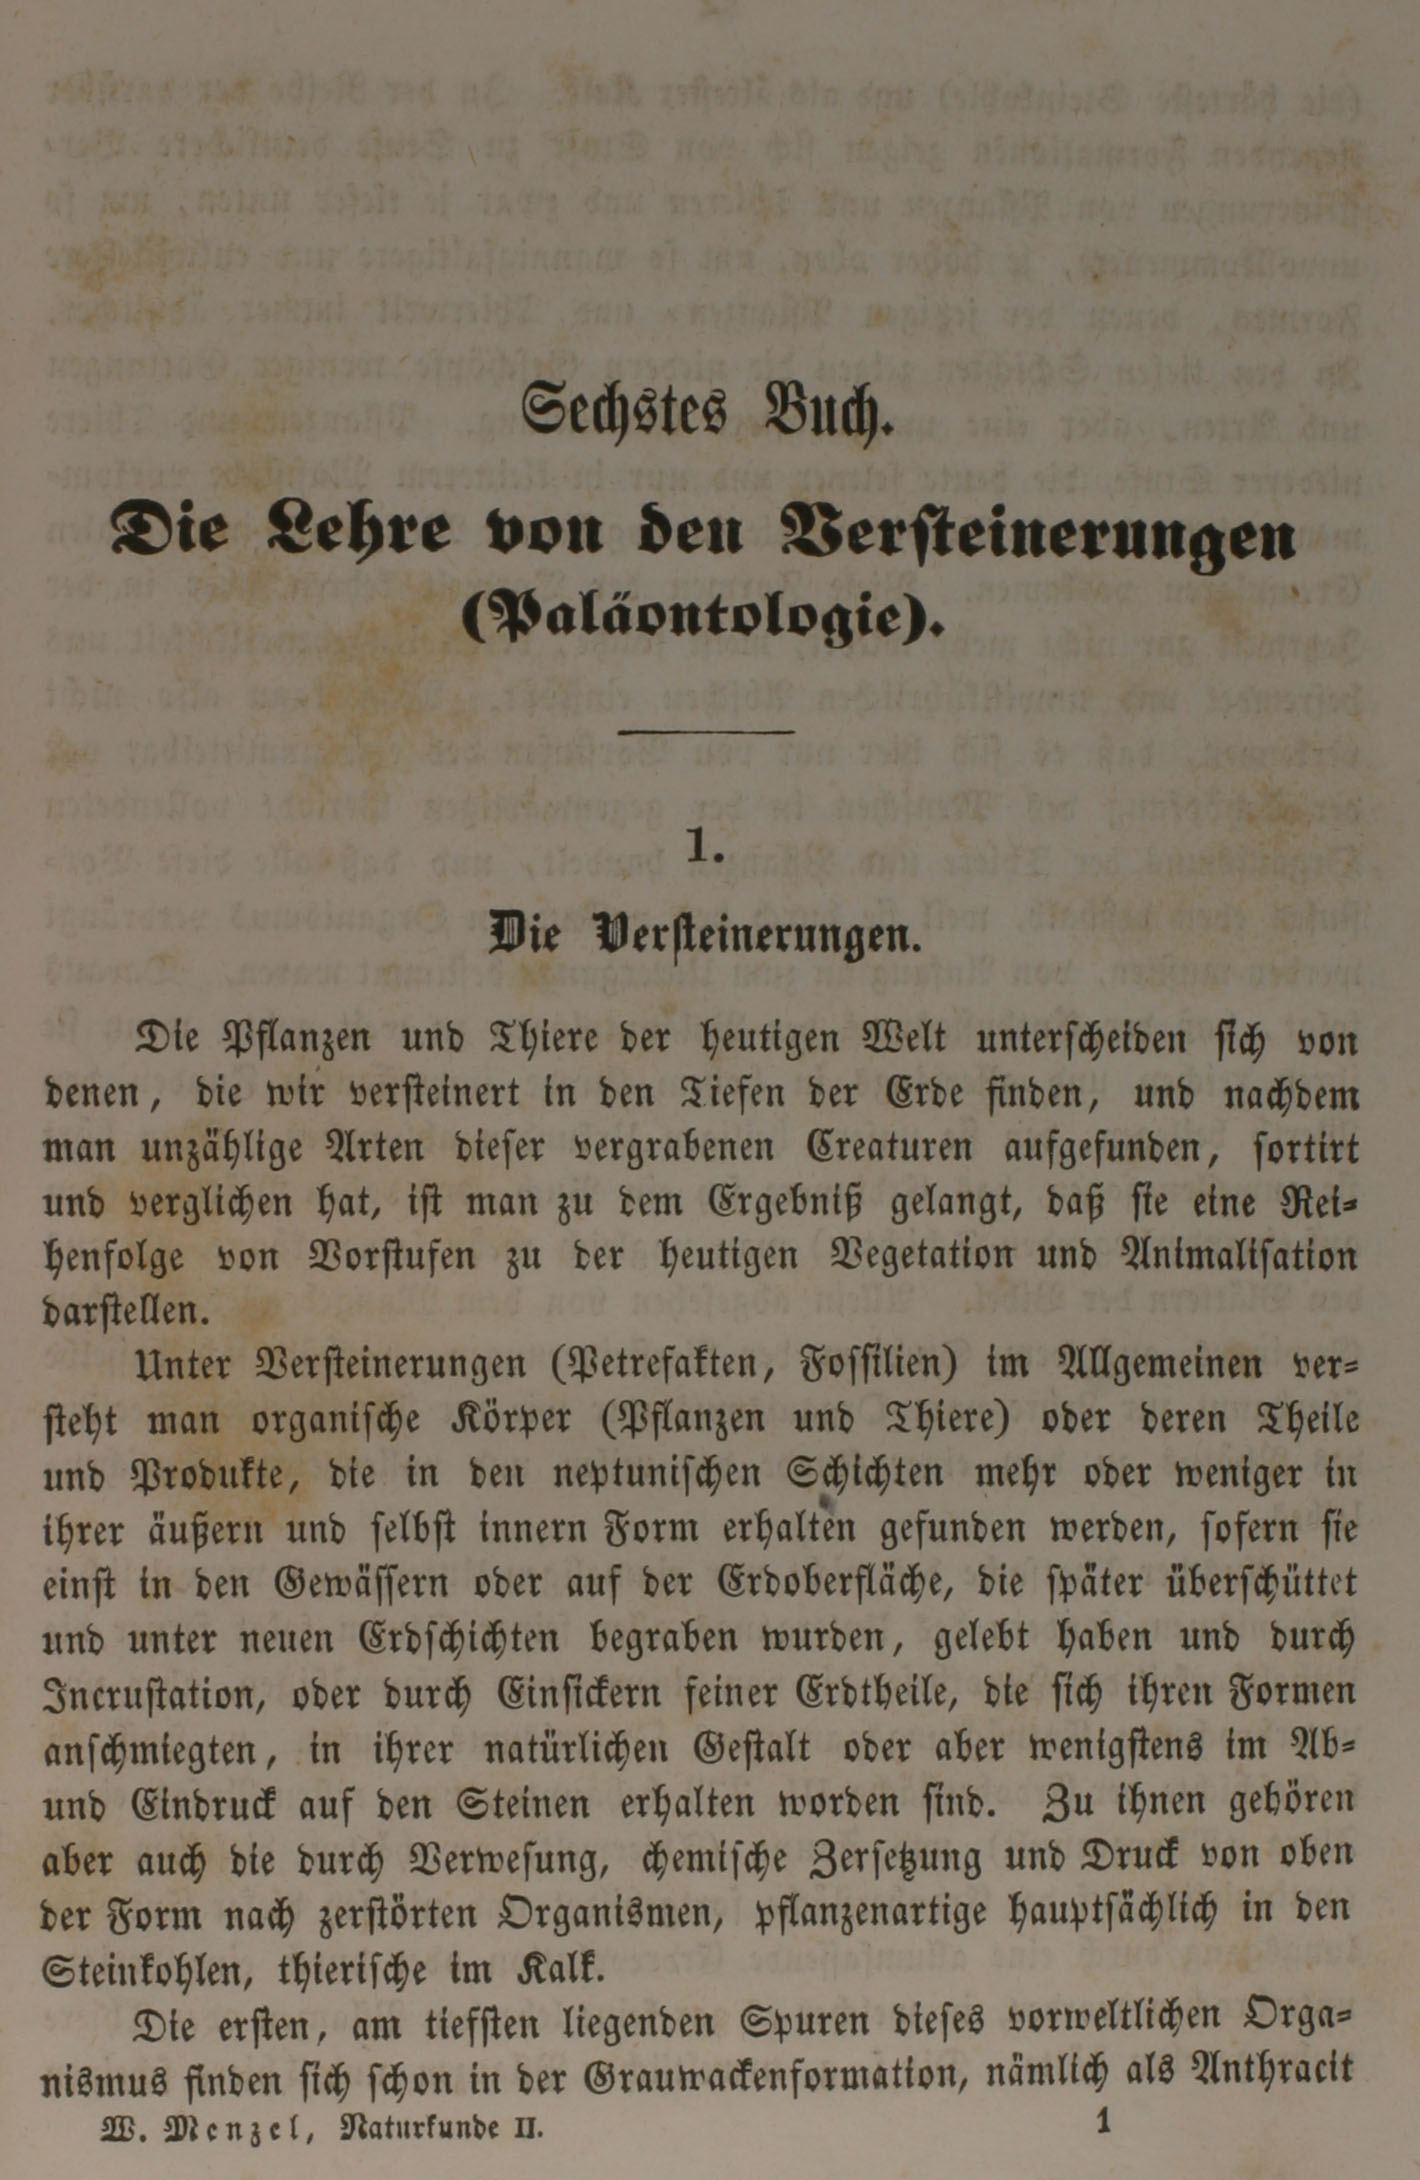 Sechstes Buch.
Die Lehre von den Versteinerungen
(Paläontologie).
1.
Die Versteinerungen.
Die Pflanzen und Thiere der heutigen Welt unterscheiden sich von
denen, die wir versteinert in den Tiefen der Erde finden, und nachdem
man unzählige Arten dieser vergrabenen Creaturen aufgefunden, sortirt
und verglichen hat, ist man zu dem Ergebniß gelangt, daß sie eine Rei-
henfolge von Vorstufen zu der heutigen Vegetation und Animalisation
darstellen.
Unter Versteinerungen (Petrefakten, Fossilien) im Allgemeinen ver-
steht man organische Körper (Pflanzen und Thiere) oder deren Theile
und Produkte, die in den neptunischen Schichten mehr oder weniger in
ihrer äußern und selbst innern Form erhalten gefunden werden, sofern sie
einst in den Gewässern oder auf der Erdoberfläche, die später überschüttet
und unter neuen Erdschichten begraben wurden, gelebt haben und durch
Incrustation, oder durch Einsickern feiner Erdtheile, die sich ihren Formen
anschmiegten, in ihrer natürlichen Gestalt oder aber wenigstens im Ab-
und Eindruck auf den Steinen erhalten worden sind. Zu ihnen gehören
aber auch die durch Verwesung, chemische Zersetzung und Druck von oben
der Form nach zerstörten Organismen, pflanzenartige hauptsächlich in den
Steinkohlen, thierische im Kalk.
Die ersten, am tiefsten liegenden Spuren dieses vorweltlichen Orga-
nismus finden sich schon in der Grauwackenformation, nämlich als Anthracit
W. Menzel, Naturkunde II. 1